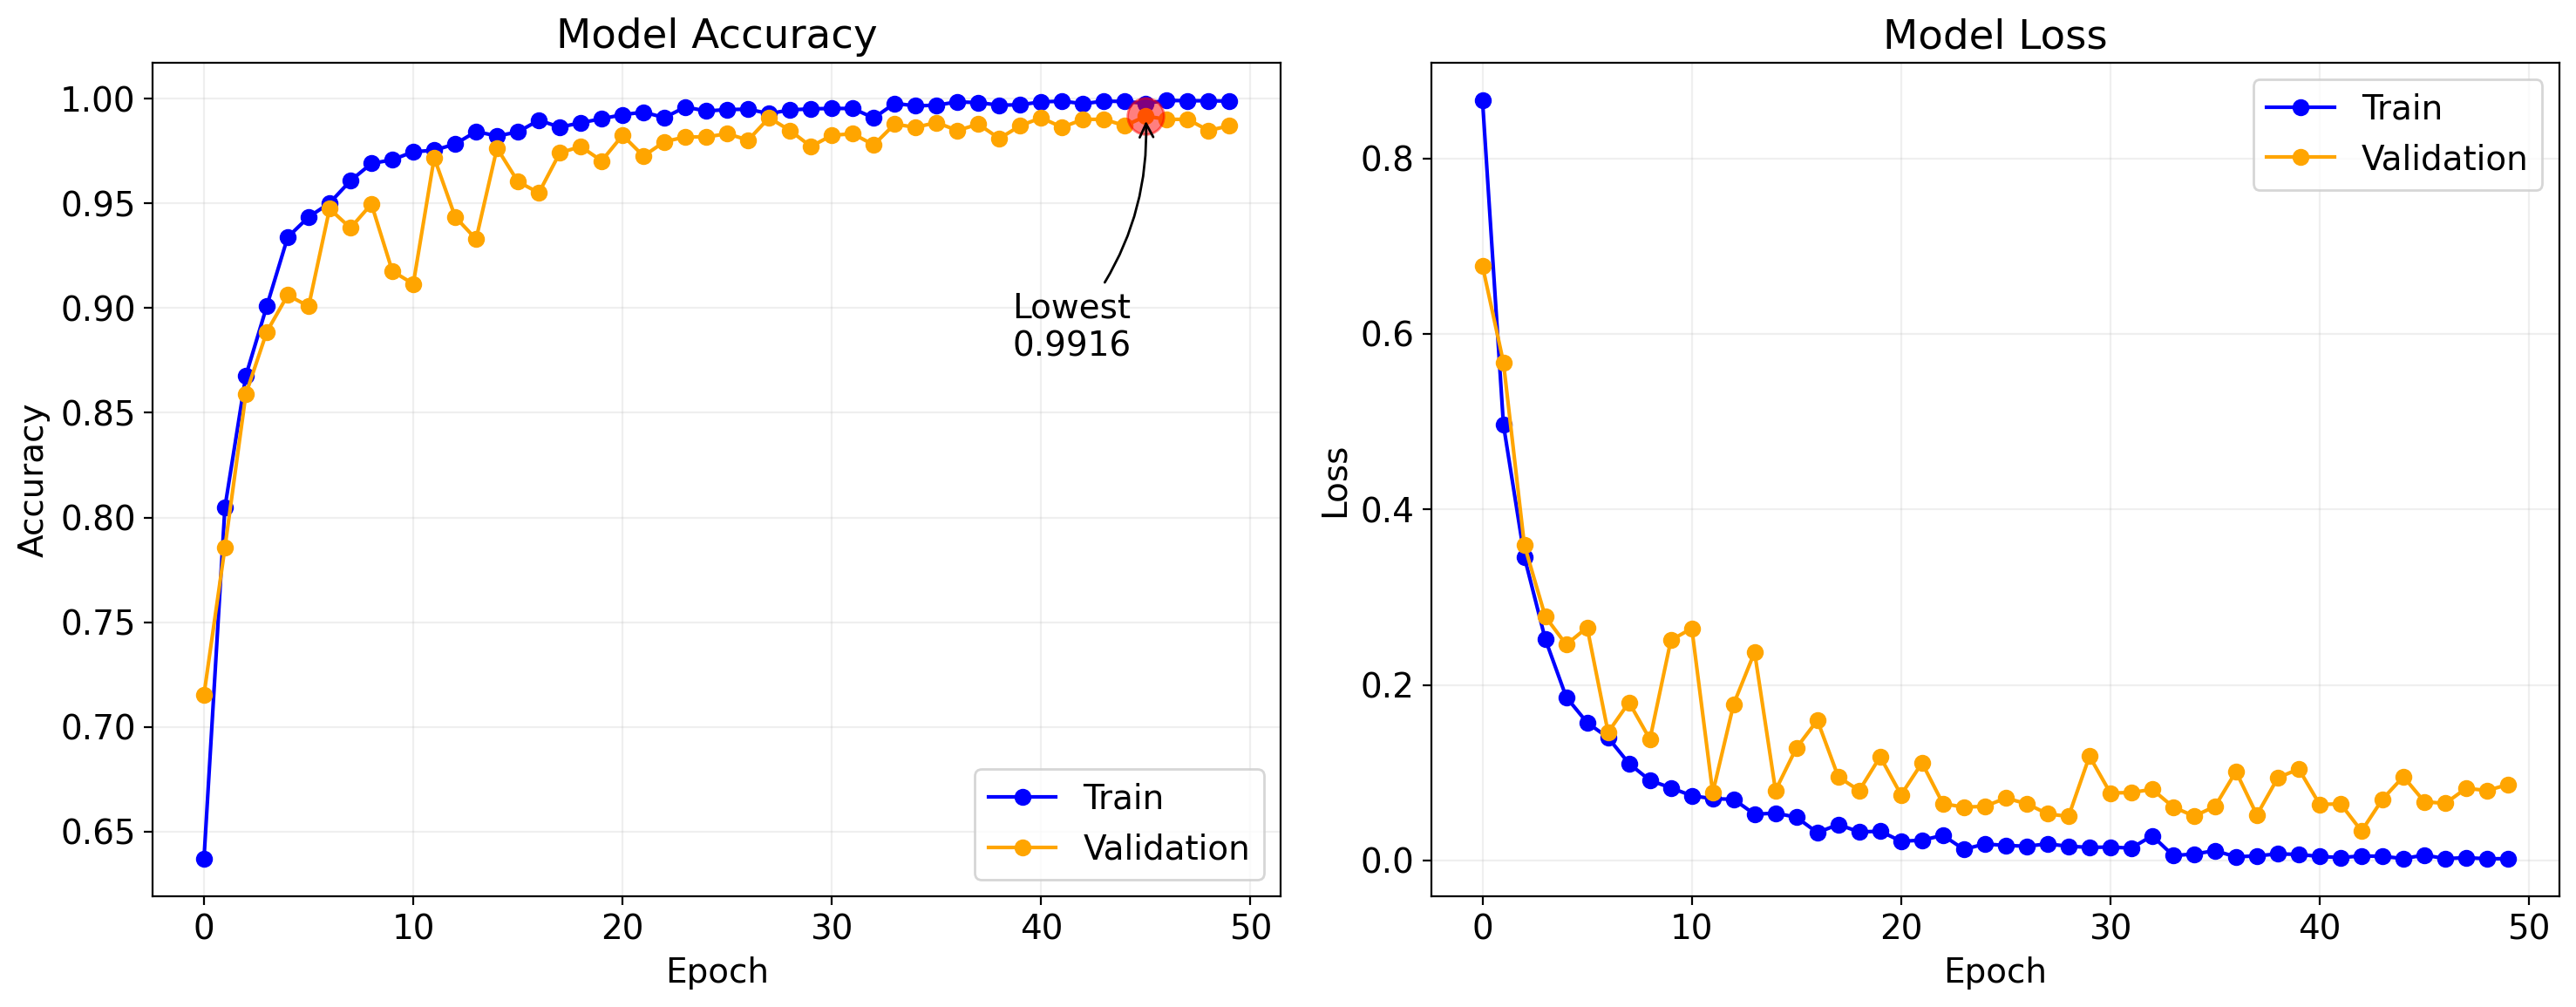 Model Accuracy
Accuracy
1.00
0.95
0.90
0.85
0.80
0.75
0.70
0.65
Lowest
0.9916
Train
Validation
0 10 20 30 40 50
Epoch
Model Loss
Loss
0.8
0.6
0.4
0.2
0.0
Train
Validation
0 10 20 30 40 50
Epoch